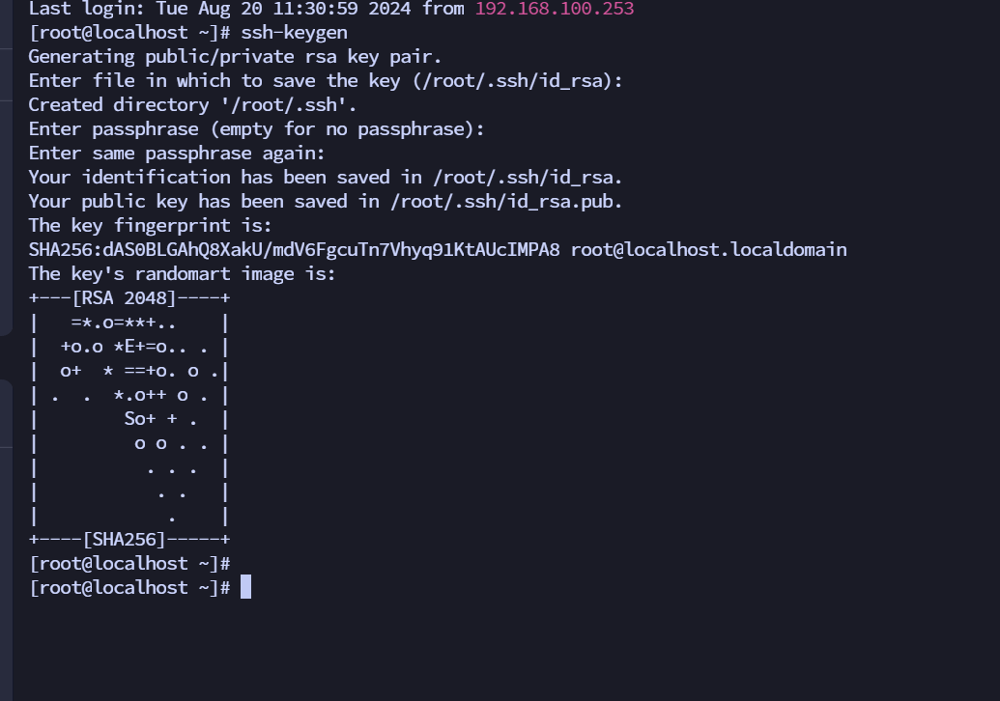 Last login: Tue Aug 20 11:30:59 2024 from 192.168.100.253
[root@localhost ~]# ssh-keygen
Generating public/private rsa key pair.
Enter file in which to save the key (/root/.ssh/id_rsa):
Created directory '/root/.ssh'.
Enter passphrase (empty for no passphrase):
Enter same passphrase again:
Your identification has been saved in /root/.ssh/id_rsa.
Your public key has been saved in /root/.ssh/id_rsa.pub.
The key fingerprint is:
SHA256:dAS0BLGAhQ8XakU/mdV6FgcuTn7Vhyq91KtAUcIMPA8 root@localhost.localdomain
The key's randomart image is:
+---[RSA 2048]----+
|   =*.o=**+..    |
|  +o.o *E+=o.. . |
|  o+  * ==+o. o .|
| .  .  *.o++ o . |
|        So+ + .  |
|         o o . . |
|          . . .  |
|           . .   |
|            .    |
+----[SHA256]-----+
[root@localhost ~]#
[root@localhost ~]#